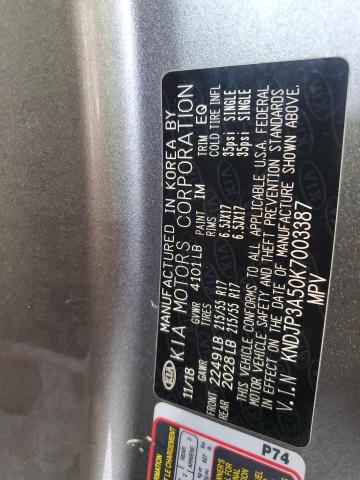 MANUFACTURED IN KOREA BY
KIA MOTORS CORPORATION
11/18 GVWR 4101LB PAINT IM TRIM EQ
GAWR TIRES RIMS COLD TIRE INFL
FRONT 2249LB 215/55 R17 6.5JX17 35psi SINGLE
REAR 2028LB 215/55 R17 6.5JX17 35psi SINGLE
THIS VEHICLE CONFORMS TO ALL APPLICABLE U.S.A. FEDERAL
MOTOR VEHICLE SAFETY AND THEFT PREVENTION STANDARDS
IN EFFECT ON THE DATE OF MANUFACTURE SHOWN ABOVE.
V.I.N KNDJP3A50K7003387
MPV
KIA
P74
REAR